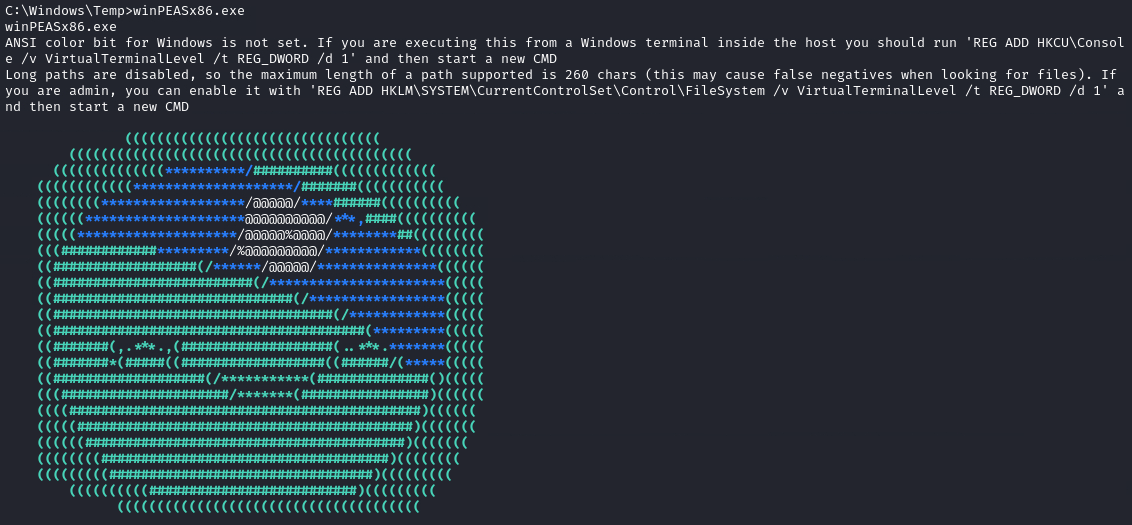 C:\Windows\Temp>winPEASx86.exe
winPEASx86.exe
ANSI color bit for Windows is not set. If you are executing this from a Windows terminal inside the host you should run 'REG ADD HKCU\Consol
e /v VirtualTerminalLevel /t REG_DWORD /d 1' and then start a new CMD
Long paths are disabled, so the maximum length of a path supported is 260 chars (this may cause false negatives when looking for files). If
you are admin, you can enable it with 'REG ADD HKLM\SYSTEM\CurrentControlSet\Control\FileSystem /v VirtualTerminalLevel /t REG_DWORD /d 1' a
nd then start a new CMD